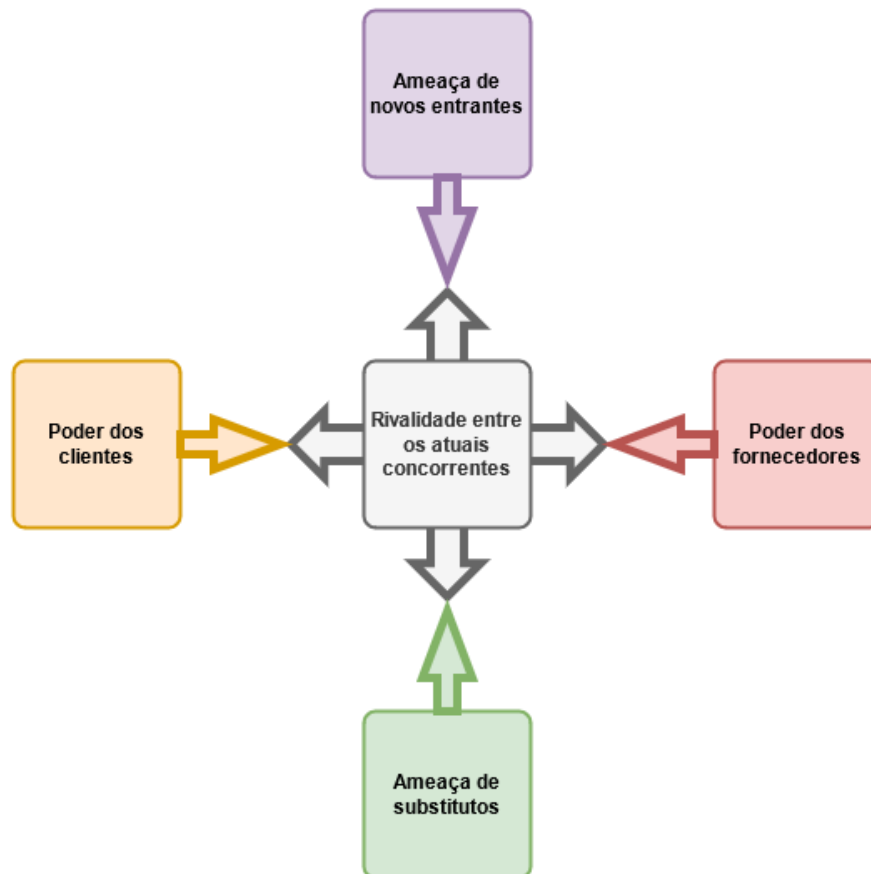 Ameaça de
novos entrantes
Poder dos
clientes
Rivalidade entre
os atuais
concorrentes
Poder dos
fornecedores
Ameaça de
substitutos